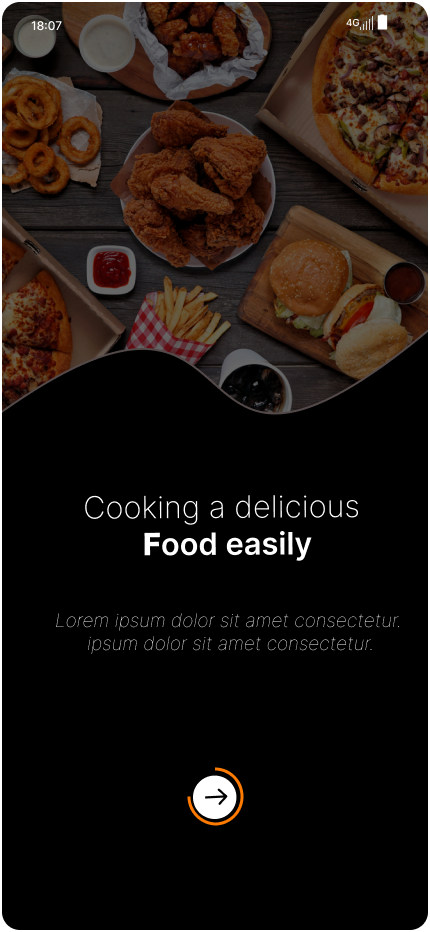 18:07
4G
Cooking a delicious
Food easily
Lorem ipsum dolor sit amet consectetur.
ipsum dolor sit amet consectetur.